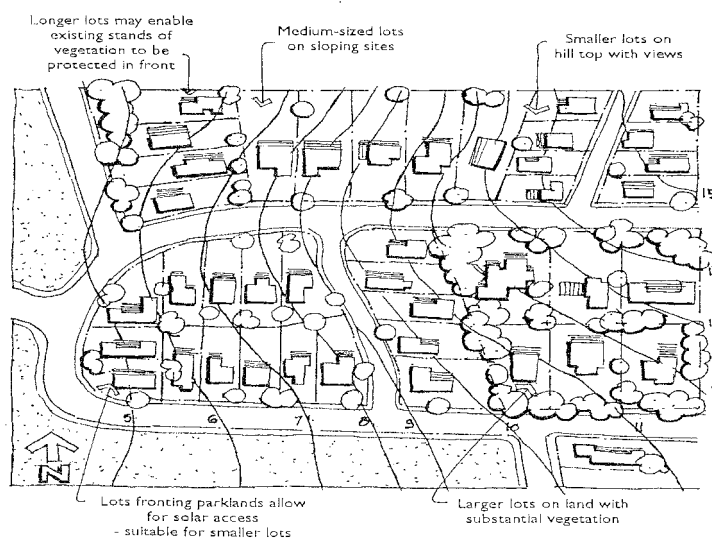 Longer lots may enable
existing stands of
vegetation to be
protected in front
Medium-sized lots
on sloping sites
Smaller lots on
hill top with views
15
5
6
7
8
9
10
11
N
Lots fronting parklands allow
for solar access
- suitable for smaller lots
Larger lots on land with
substantial vegetation